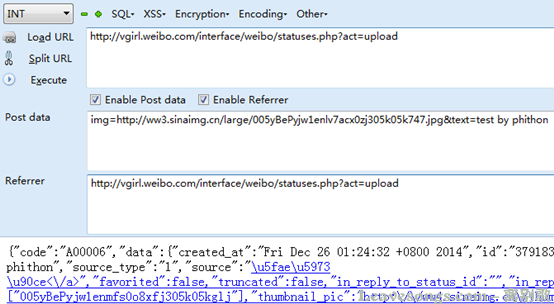 INT SQL▾ XSS▾ Encryption▾ Encoding▾ Other▾
Load URL http://vgirl.weibo.com/interface/weibo/statuses.php?act=upload
Split URL
Execute
Enable Post data Enable Referrer
Post data img=http://ww3.sinaimg.cn/large/005yBePyjw1enlv7acx0zj305k05k747.jpg&text=test by phithon
Referrer http://vgirl.weibo.com/interface/weibo/statuses.php?act=upload
{"code":"A00006","data":{"created_at":"Fri Dec 26 01:24:32 +0800 2014","id":"379183
phithon","source_type":"1","source":"\u5fae\u5973
\u90ce<\/a>","favorited":false,"truncated":false,"in_reply_to_status_id":"","in_rep
["005yBePyjw1enmfs0o8xfj305k05kglj"],"thumbnail_pic":"http:\/\/ww4.sinaimg.